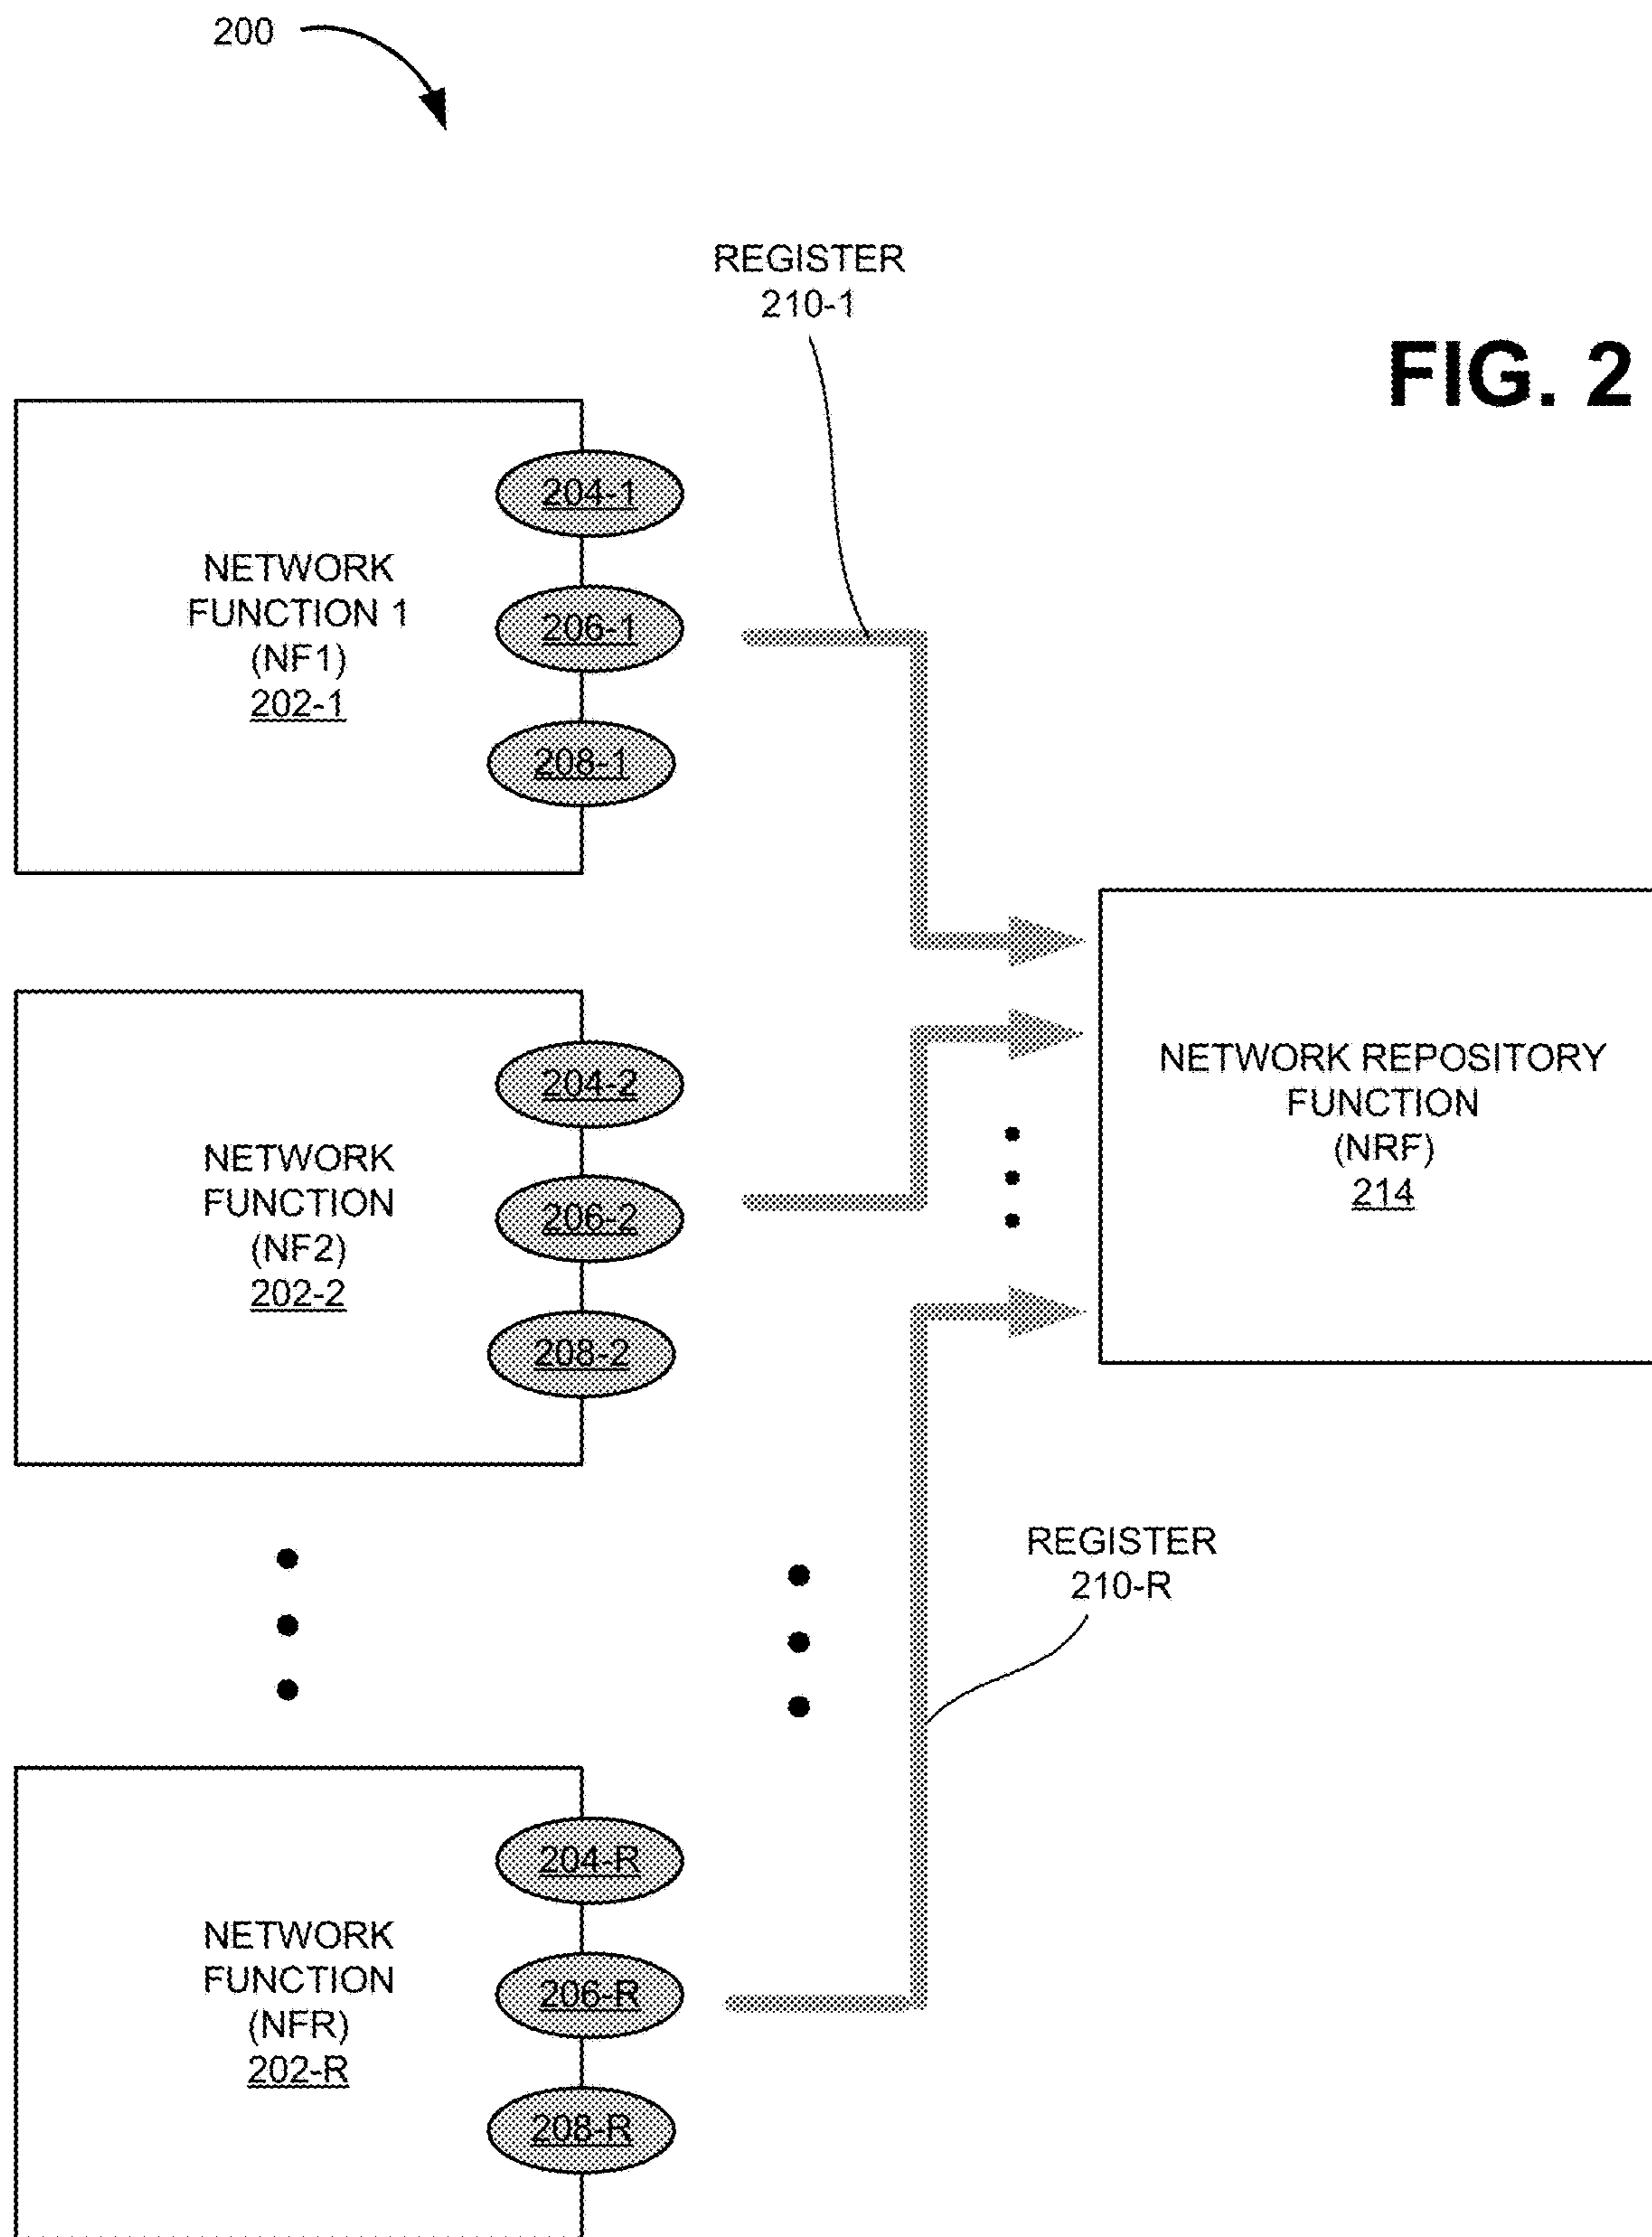 200
REGISTER
210-1
FIG. 2
NETWORK
FUNCTION 1
(NF1)
202-1
204-1
206-1
208-1
NETWORK REPOSITORY
FUNCTION
(NRF)
214
NETWORK
FUNCTION
(NF2)
202-2
204-2
206-2
208-2
REGISTER
210-R
NETWORK
FUNCTION
(NFR)
202-R
204-R
206-R
208-R